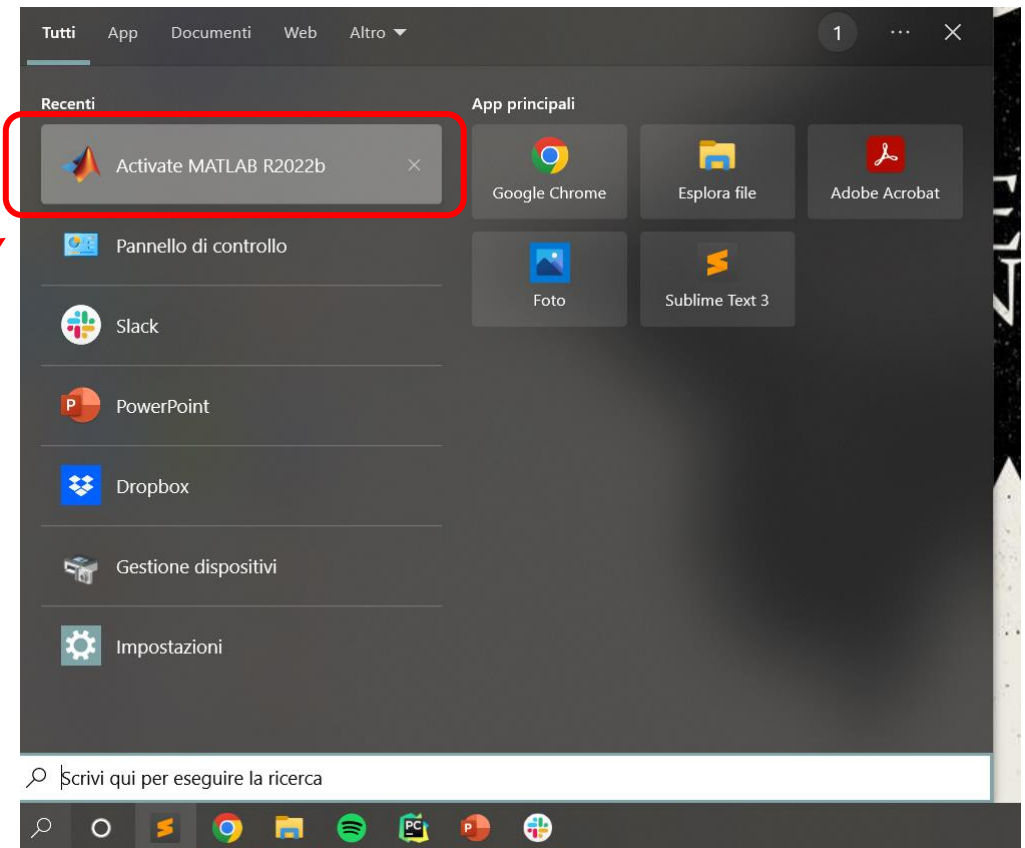 Tutti App Documenti Web Altro
1 ...
Recenti
App principali
Activate MATLAB R2022b
Google Chrome
Esplora file
Adobe Acrobat
Pannello di controllo
Foto
Sublime Text 3
Slack
PowerPoint
Dropbox
Gestione dispositivi
Impostazioni
Scrivi qui per eseguire la ricerca